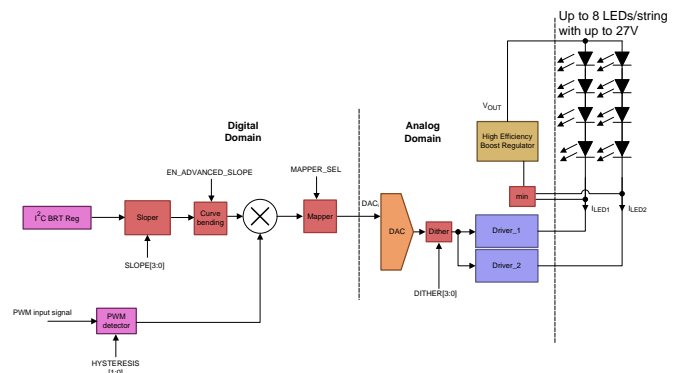 Up to 8 LEDs/string
with up to 27V
VOUT
High Efficiency
Boost Regulator
Digital
Domain
Analog
Domain
EN_ADVANCED_SLOPE
MAPPER_SEL
min
I²C BRT Reg
Sloper
Curve
bending
Mapper
DACi
DAC
Dither
Driver_1
Driver_2
ILED1
ILED2
SLOPE[3:0]
DITHER[3:0]
PWM input signal
PWM
detector
HYSTERESIS
[1:0]